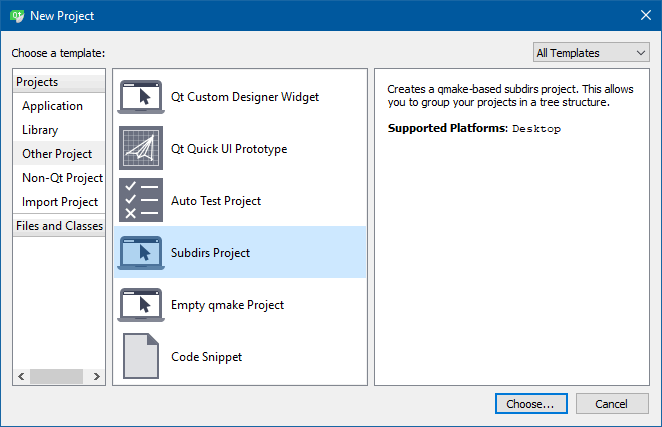 New Project
Choose a template:
All Templates
Projects
Application
Library
Other Project
Non-Qt Project
Import Project
Files and Classes
Qt Custom Designer Widget
Qt Quick UI Prototype
Auto Test Project
Subdirs Project
Empty qmake Project
Code Snippet
Creates a qmake-based subdirs project. This allows
you to group your projects in a tree structure.
Supported Platforms: Desktop
Choose...
Cancel